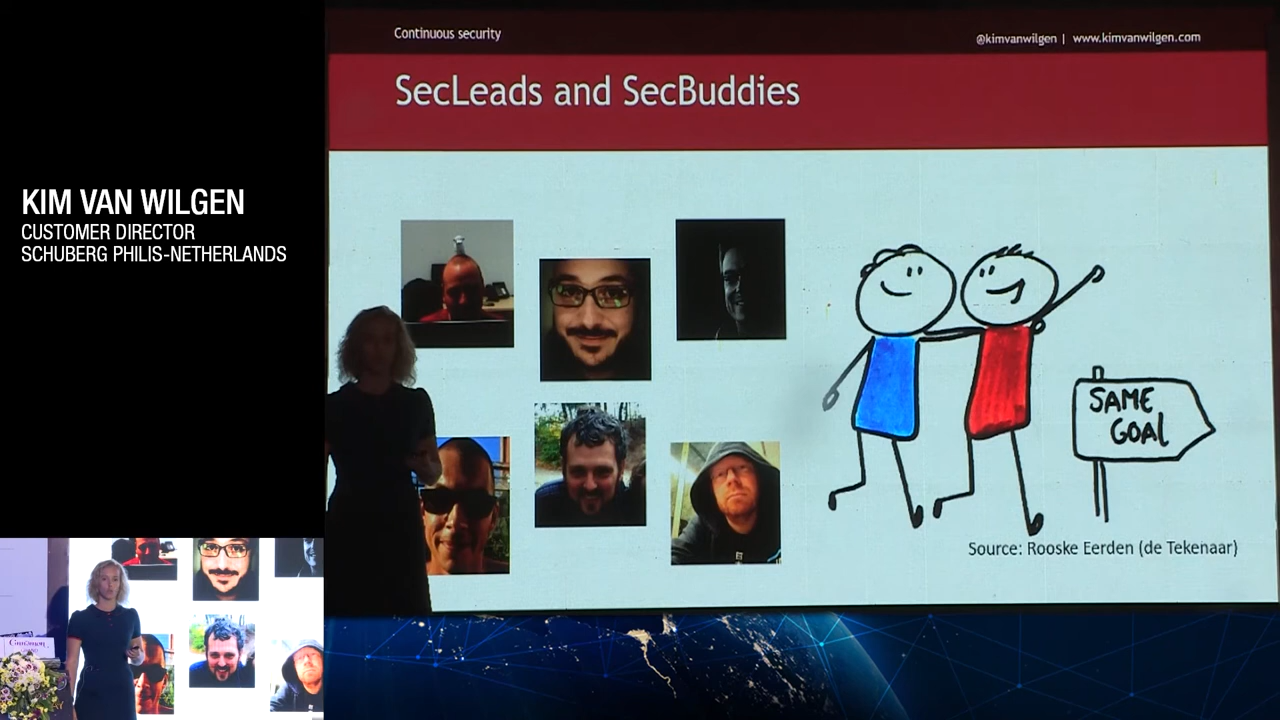 KIM VAN WILGEN
CUSTOMER DIRECTOR
SCHUBERG PHILIS-NETHERLANDS
Continuous security
@kimvanwilgen | www.kimvanwilgen.com
SecLeads and SecBuddies
SAME
GOAL
Source: Rooske Eerden (de Tekenaar)
Cinnamon